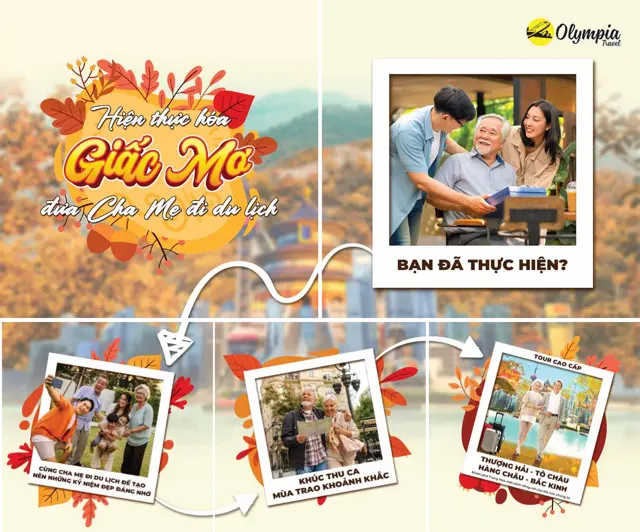 Olympia
Travel
Hiện thực hóa
Giấc Mơ
đưa Cha Mẹ đi du lịch
BẠN ĐÃ THỰC HIỆN?
CÙNG CHA MẸ ĐI DU LỊCH ĐỂ TẠO
NÊN NHỮNG KỶ NIỆM ĐẸP ĐÁNG NHỚ
KHÚC THU CA
MÙA TRAO KHOẢNH KHẮC
TOUR CAO CẤP
THƯỢNG HẢI - TÔ CHÂU
HÀNG CHÂU - BẮC KINH